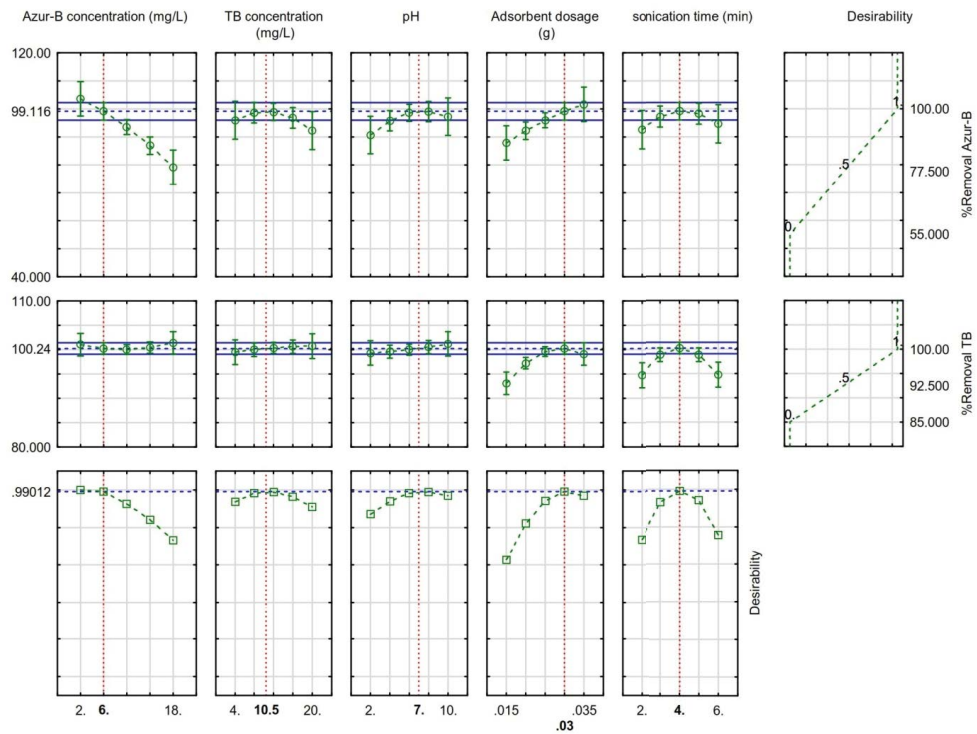 Azur-B concentration (mg/L)
TB concentration
(mg/L)
pH
Adsorbent dosage
(g)
sonication time (min)
Desirability
120.00
99.116
40.000
1.
.5
0.
100.00
77.500
55.000
%Removal Azur-B
110.00
100.24
80.000
1.
.5
0.
100.00
92.500
85.000
%Removal TB
.99012
Desirability
2. 6. 18.
4. 10.5 20.
2. 7. 10.
.015 .035
.03
2. 4. 6.